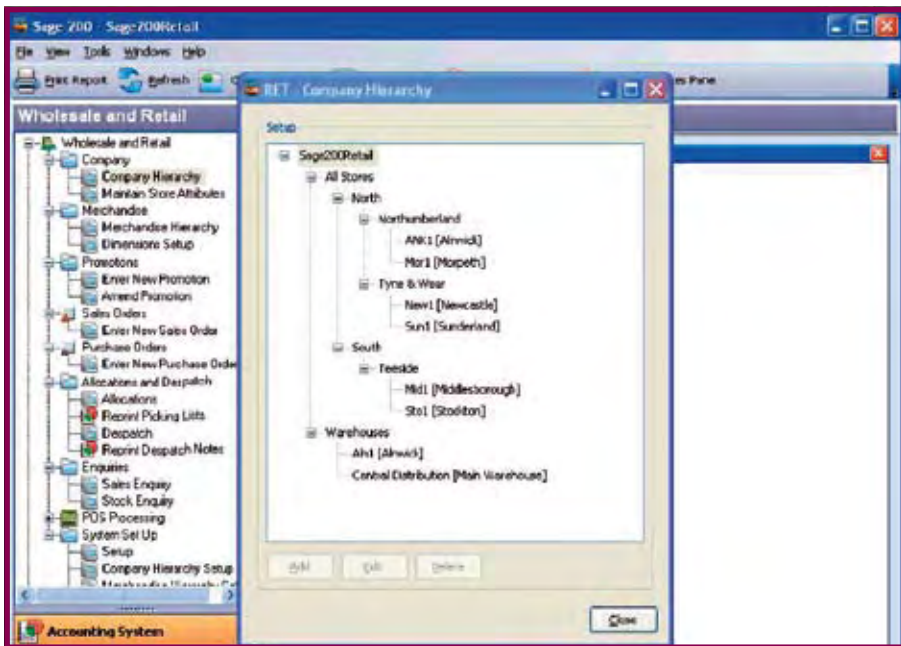 Sage 200 - Sage200Retail
File View Tools Windows Help
Print Report Refresh
Pane
Wholesale and Retail
Wholesale and Retail
Company
Company Hierarchy
Maintain Store Attributes
Merchandise
Merchandise Hierarchy
Dimensions Setup
Promotions
Enter New Promotion
Amend Promotion
Sales Orders
Enter New Sales Order
Purchase Orders
Enter New Purchase Order
Allocations and Despatch
Allocations
Reprint Picking Lists
Despatch
Reprint Despatch Notes
Enquiries
Sales Enquiry
Stock Enquiry
POS Processing
System Set Up
Setup
Company Hierarchy Setup
Accounting System
RET - Company Hierarchy
Setup
Sage200Retail
All Stores
North
Northumberland
ANK1 [Alnwick]
Mor1 [Morpeth]
Tyne & Wear
New1 [Newcastle]
Sun1 [Sunderland]
South
Teeside
Mid1 [Middlesborough]
Sto1 [Stockton]
Warehouses
[Alnwick]
Central Distribution [Main Warehouse]
Add Edit Delete
Close